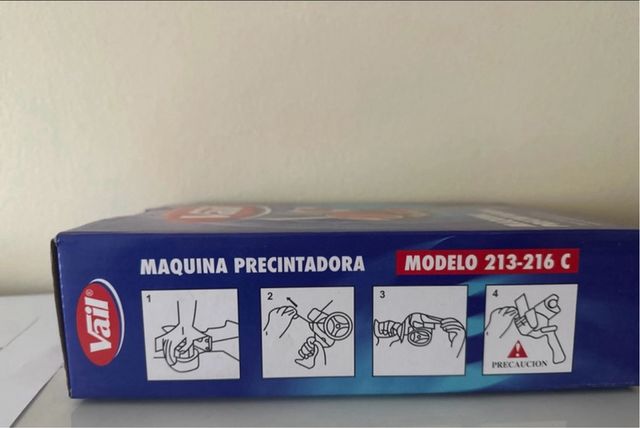 MAQUINA PRECINTADORA
MODELO 213-216 C
Vail®
1
2
3
4
PRECAUCION